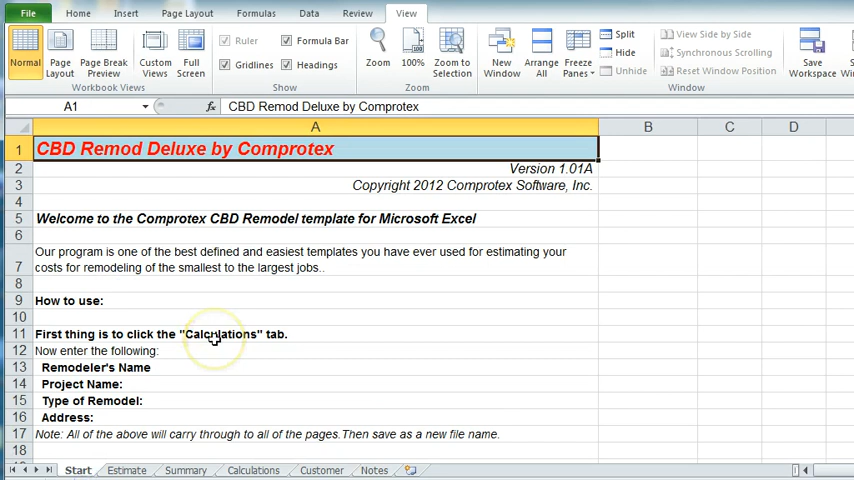 File Home Insert Page Layout Formulas Data Review View
Ruler Formula Bar Split View Side by Side
Hide Synchronous Scrolling
Normal Page Layout Page Break Preview Custom Views Full Screen Gridlines Headings Zoom 100% Zoom to Selection New Window Arrange All Freeze Panes Unhide Reset Window Position Save Workspace
Workbook Views Show Zoom Window
A1 fx CBD Remod Deluxe by Comprotex
A B C D
1 CBD Remod Deluxe by Comprotex
2 Version 1.01A
3 Copyright 2012 Comprotex Software, Inc.
4
5 Welcome to the Comprotex CBD Remodel template for Microsoft Excel
6
Our program is one of the best defined and easiest templates you have ever used for estimating your
7 costs for remodeling of the smallest to the largest jobs..
8
9 How to use:
10
11 First thing is to click the "Calculations" tab.
12 Now enter the following:
13 Remodeler's Name
14 Project Name:
15 Type of Remodel:
16 Address:
17 Note: All of the above will carry through to all of the pages.Then save as a new file name.
18
Start Estimate Summary Calculations Customer Notes